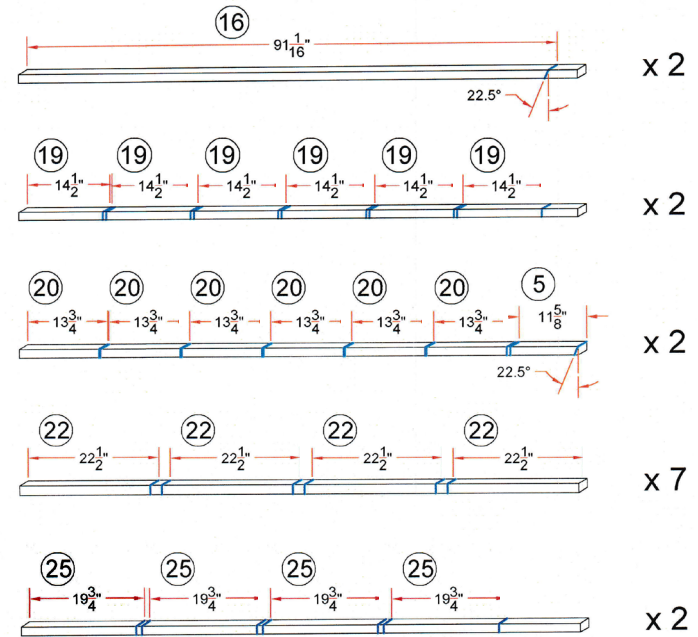 16
91 1/16"
x 2
22.5°
19 19 19 19 19 19
14 1/2" 14 1/2" 14 1/2" 14 1/2" 14 1/2" 14 1/2"
x 2
20 20 20 20 20 20 5
13 3/4" 13 3/4" 13 3/4" 13 3/4" 13 3/4" 13 3/4" 11 5/8"
x 2
22.5°
22 22 22 22
22 1/2" 22 1/2" 22 1/2" 22 1/2"
x 7
25 25 25 25
19 3/4" 19 3/4" 19 3/4" 19 3/4"
x 2